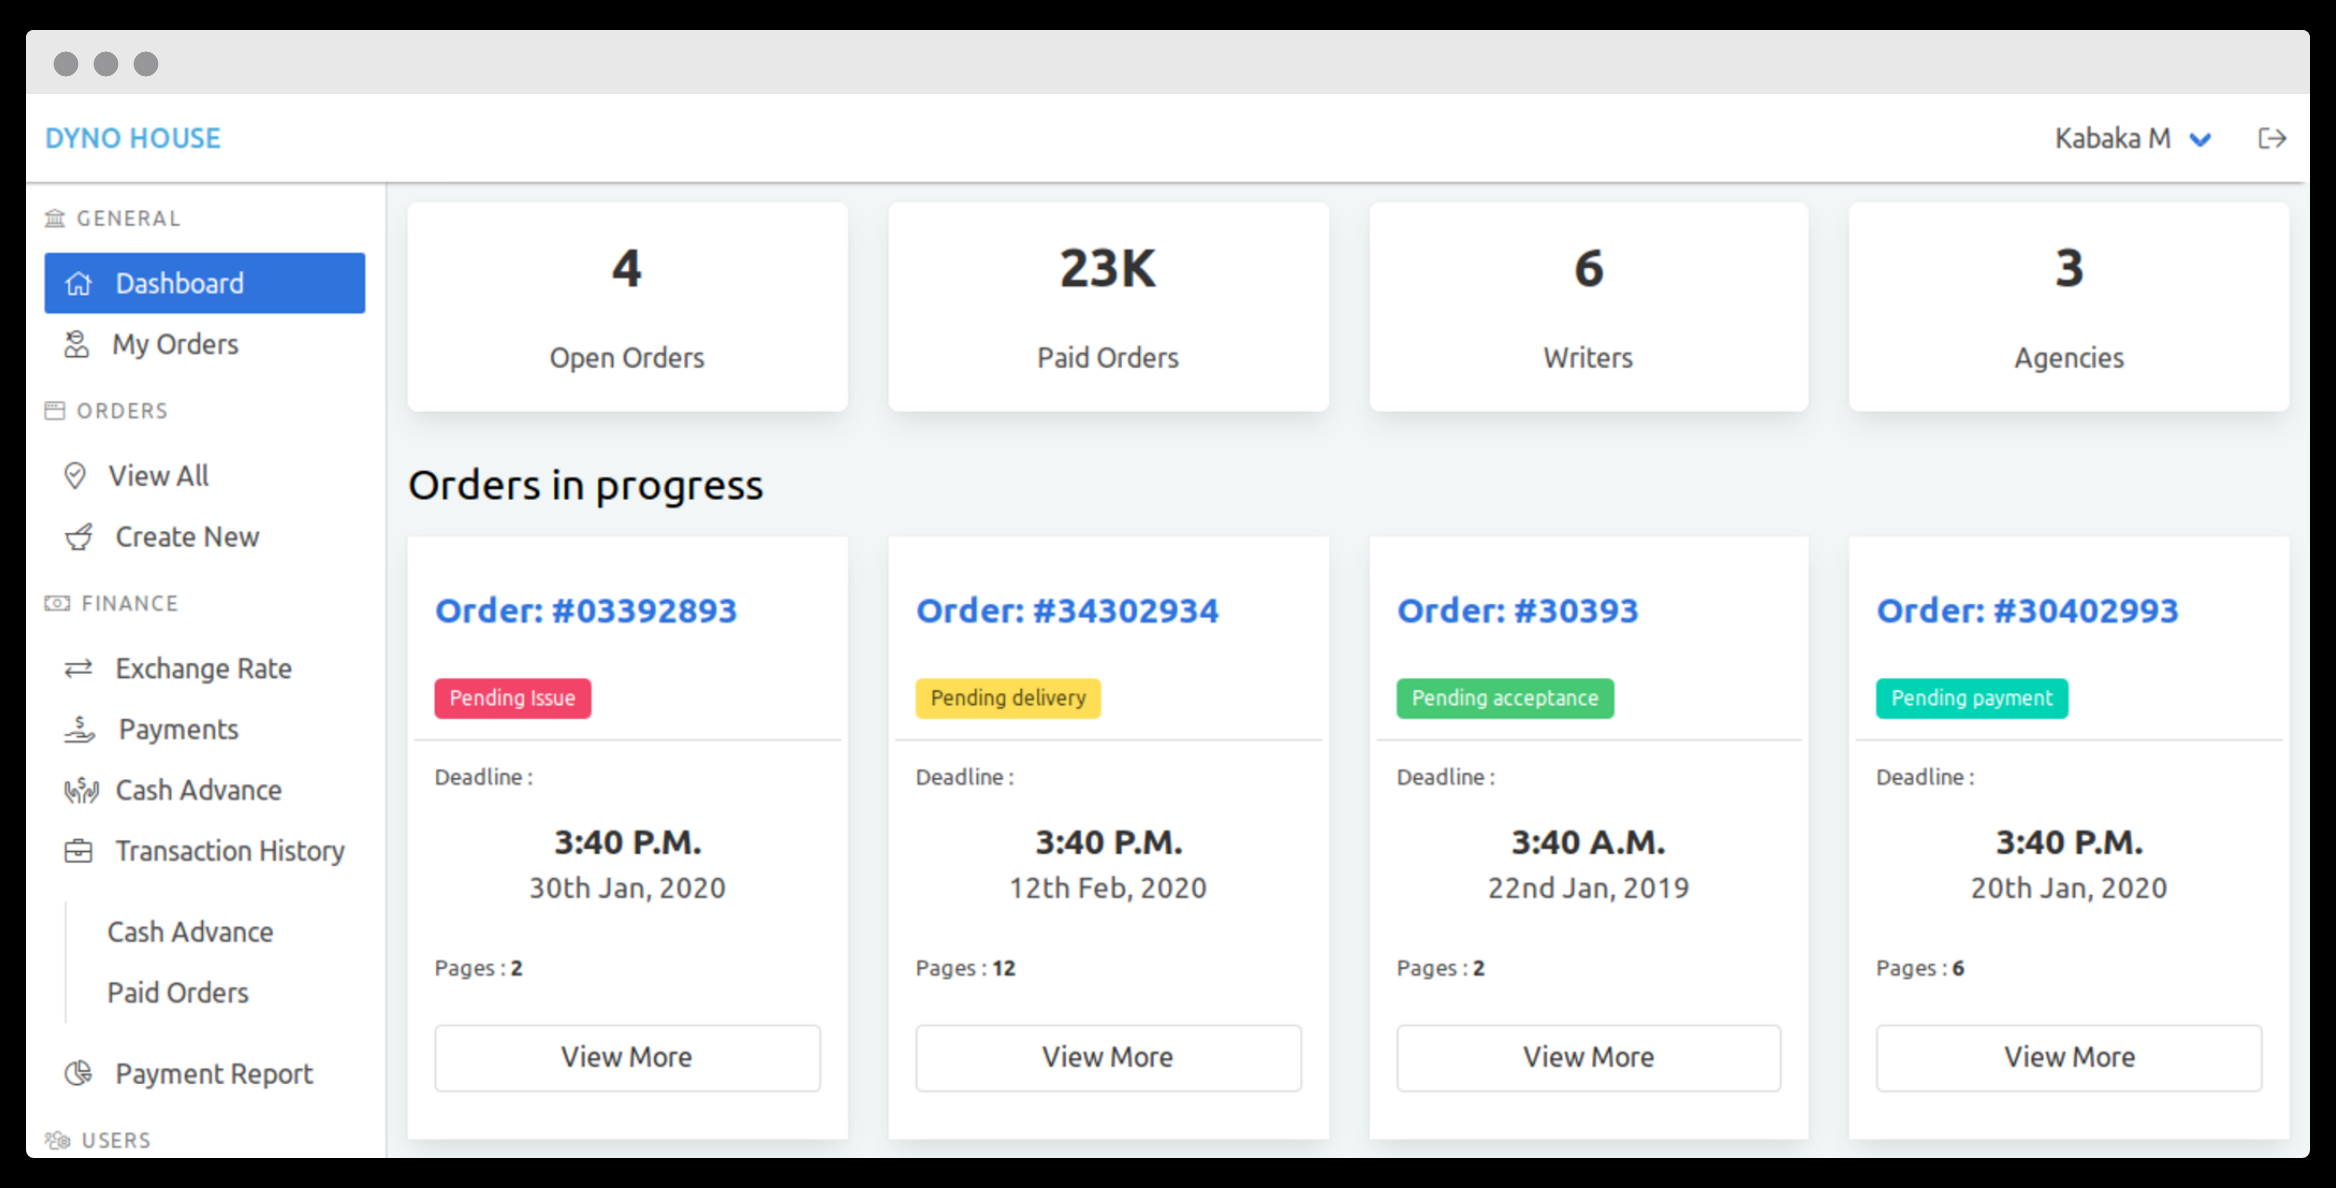 DYNO HOUSE
Kabaka M
GENERAL
Dashboard
My Orders
ORDERS
View All
Create New
FINANCE
Exchange Rate
Payments
Cash Advance
Transaction History
Cash Advance
Paid Orders
Payment Report
USERS
4
Open Orders
23K
Paid Orders
6
Writers
3
Agencies
Orders in progress
Order: #03392893
Pending Issue
Deadline :
3:40 P.M.
30th Jan, 2020
Pages : 2
View More
Order: #34302934
Pending delivery
Deadline :
3:40 P.M.
12th Feb, 2020
Pages : 12
View More
Order: #30393
Pending acceptance
Deadline :
3:40 A.M.
22nd Jan, 2019
Pages : 2
View More
Order: #30402993
Pending payment
Deadline :
3:40 P.M.
20th Jan, 2020
Pages : 6
View More